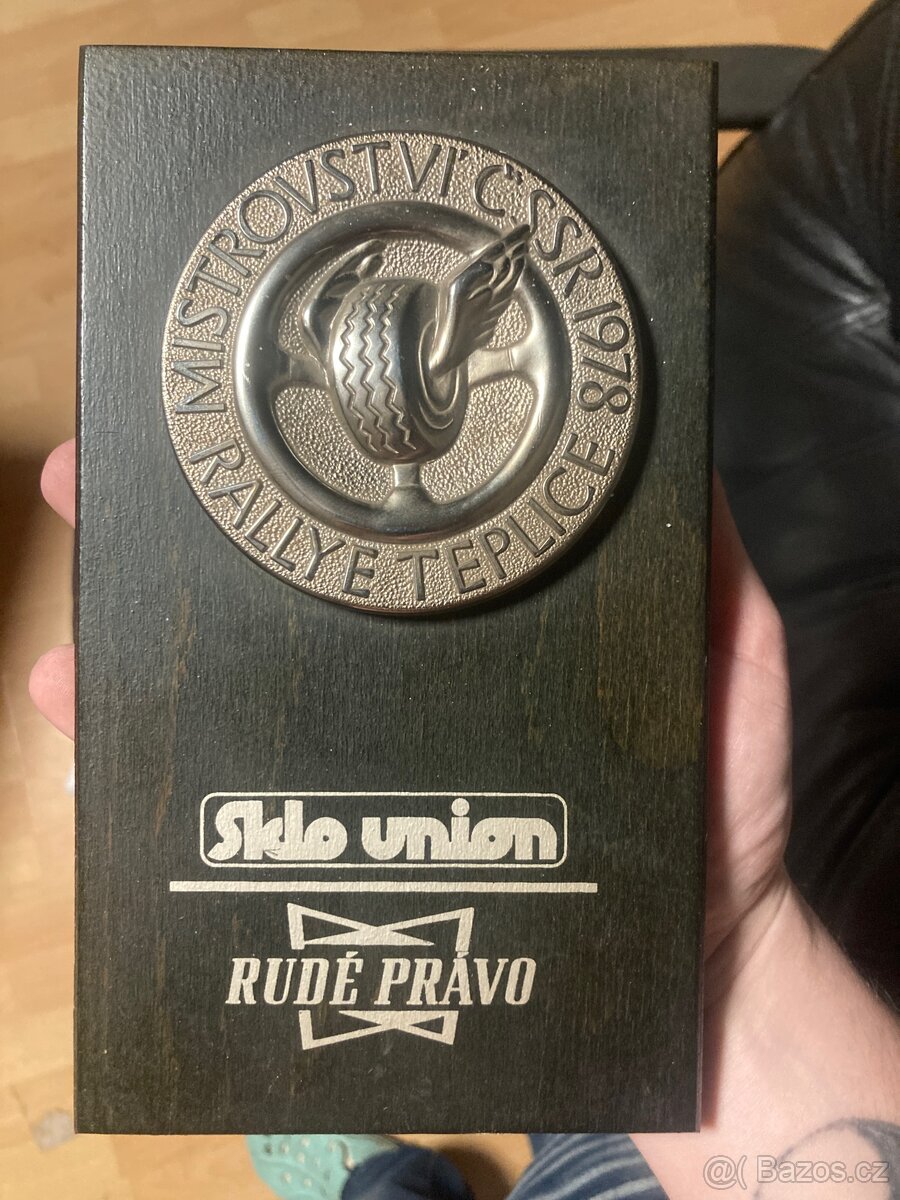 MISTROVSTVÍ ČSSR 1978
RALLYE TEPLICE
Sklo union
RUDÉ PRÁVO
@( Bazos.cz